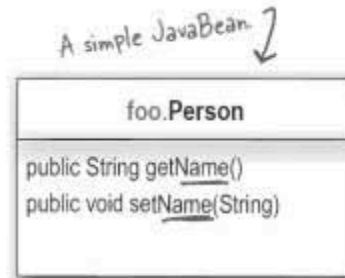 A simple JavaBean.
foo.Person
public String getName()
public void setName(String)